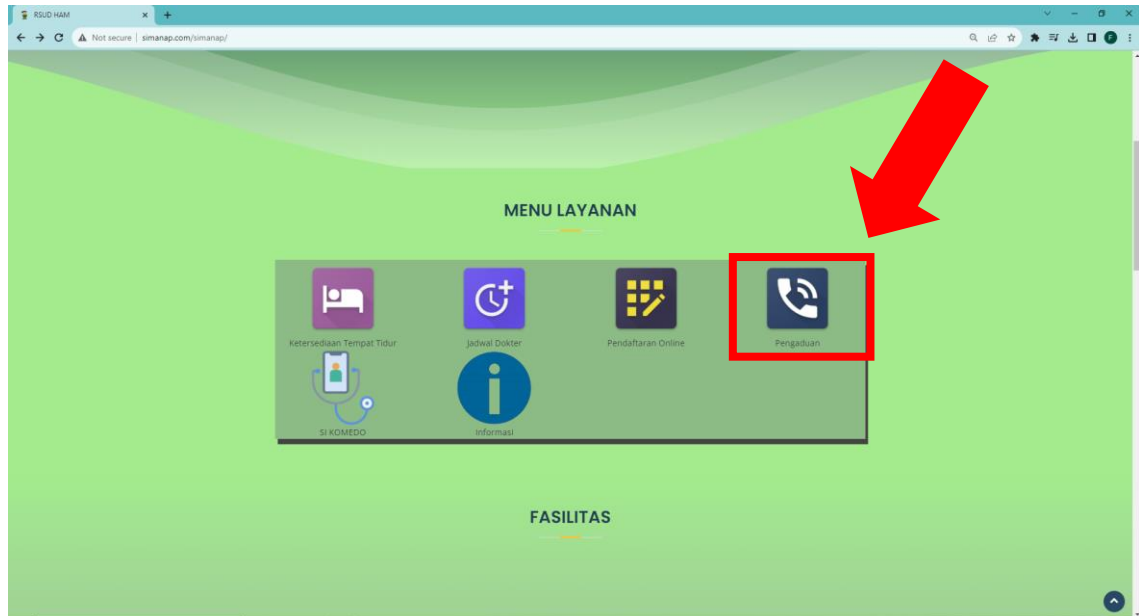 RSUD HAM
Not secure | simanap.com/simanap/
F
MENU LAYANAN
Ketersediaan Tempat Tidur
Jadwal Dokter
Pendaftaran Online
Pengaduan
SI KOMEDO
Informasi
FASILITAS